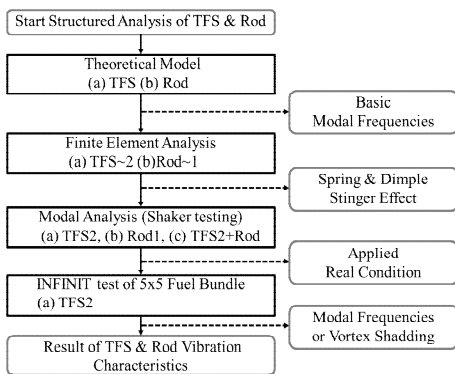 Start Structured Analysis of TFS & Rod
Theoretical Model
(a) TFS (b) Rod
Basic
Modal Frequencies
Finite Element Analysis
(a) TFS~2 (b)Rod~1
Spring & Dimple
Stinger Effect
Modal Analysis (Shaker testing)
(a) TFS2, (b) Rod1, (c) TFS2+Rod
Applied
Real Condition
INFINIT test of 5x5 Fuel Bundle
(a) TFS2
Modal Frequencies
or Vortex Shadding
Result of TFS & Rod Vibration
Characteristics